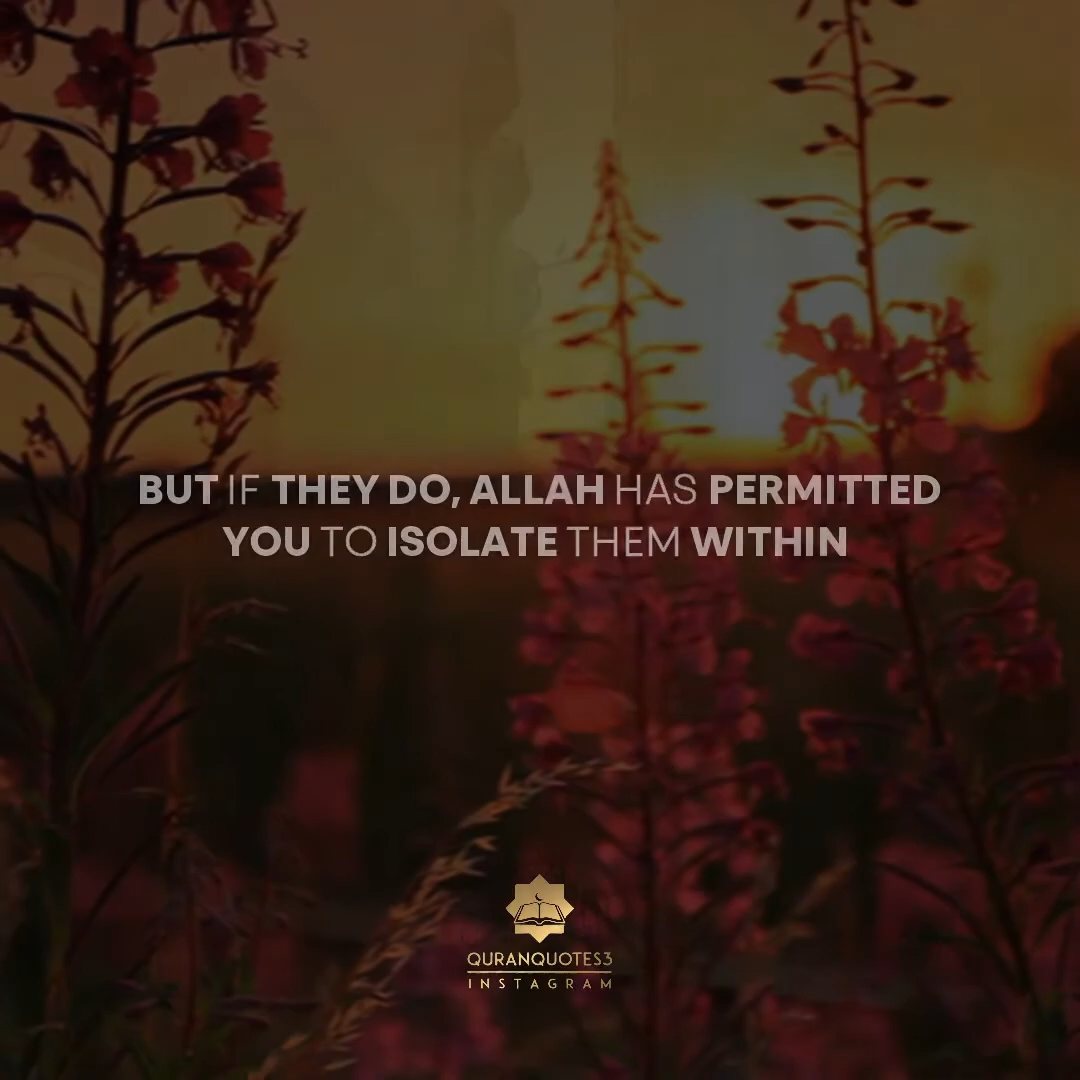 BUT IF THEY DO, ALLAH HAS PERMITTED
YOU TO ISOLATE THEM WITHIN
QURANQUOTES3
INSTAGRAM